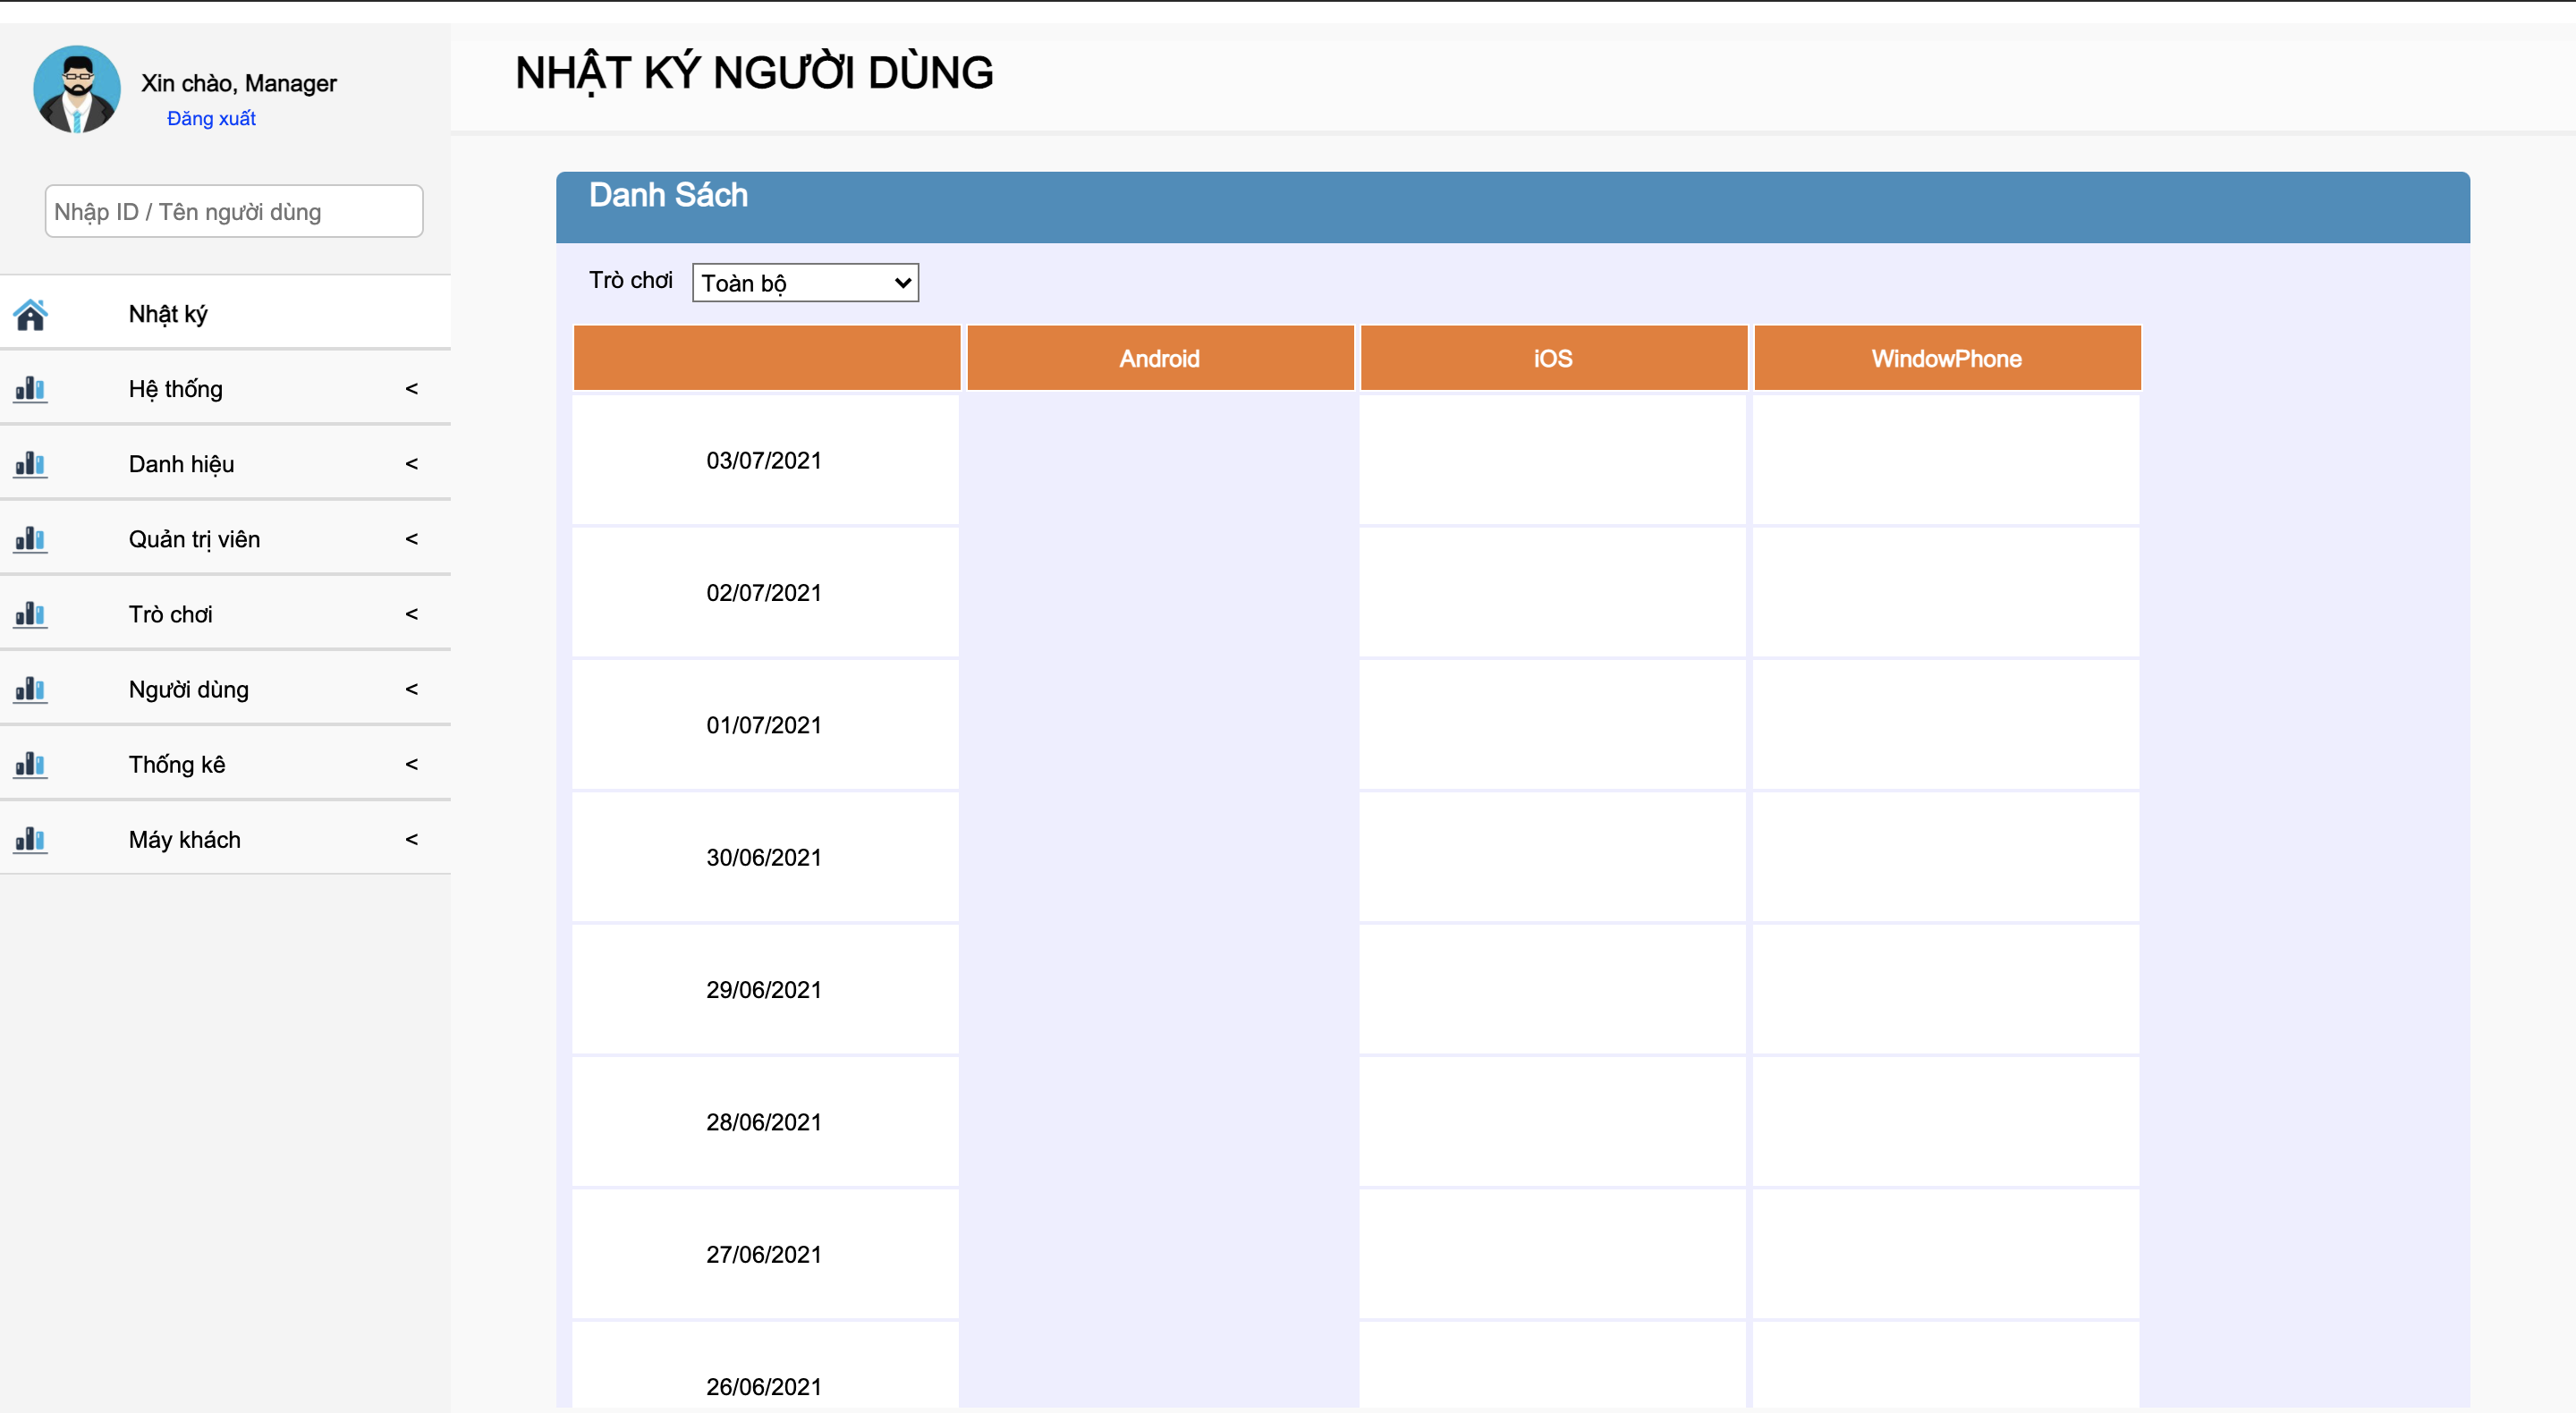 Xin chào, Manager
Đăng xuất
Nhập ID / Tên người dùng
Nhật ký
Hệ thống <
Danh hiệu <
Quản trị viên <
Trò chơi <
Người dùng <
Thống kê <
Máy khách <
NHẬT KÝ NGƯỜI DÙNG
Danh Sách
Trò chơi Toàn bộ
Android iOS WindowPhone
03/07/2021
02/07/2021
01/07/2021
30/06/2021
29/06/2021
28/06/2021
27/06/2021
26/06/2021